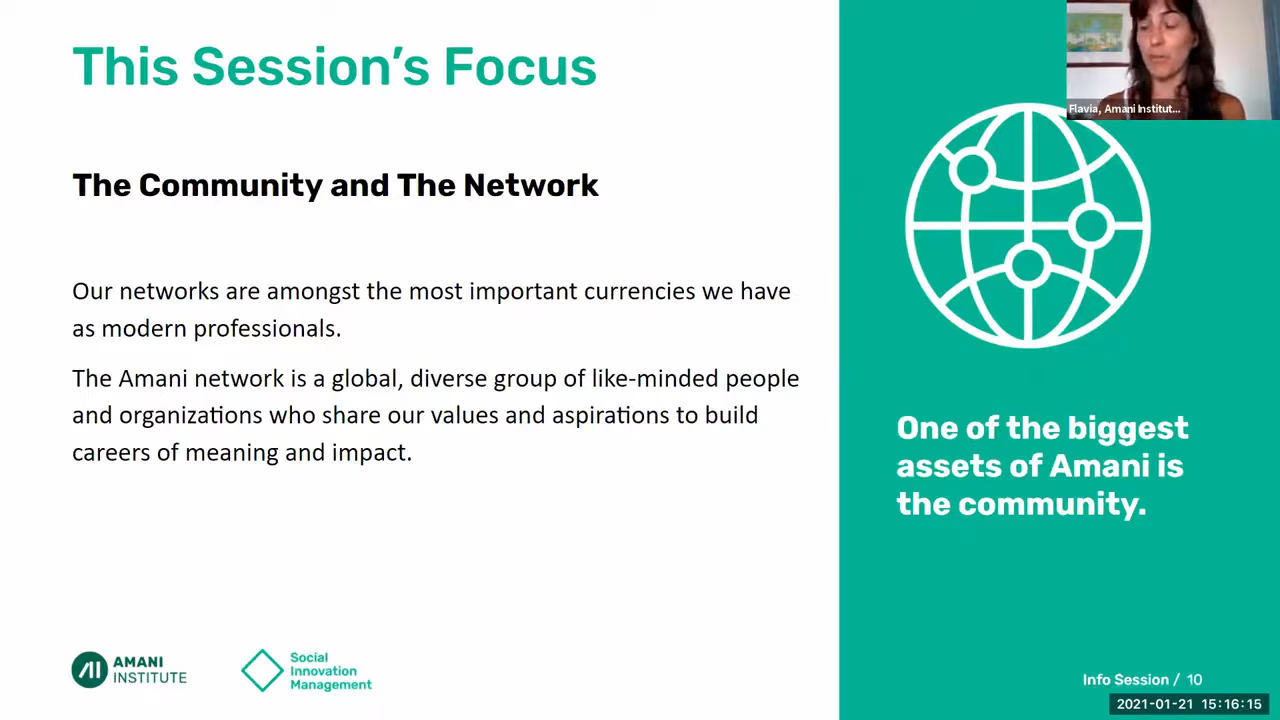 This Session's Focus
The Community and The Network
Our networks are amongst the most important currencies we have
as modern professionals.
The Amani network is a global, diverse group of like-minded people
and organizations who share our values and aspirations to build
careers of meaning and impact.
Flavia, Amani Institut...
One of the biggest
assets of Amani is
the community.
AMANI
INSTITUTE
Social
Innovation
Management
Info Session / 10
2021-01-21 15:16:15